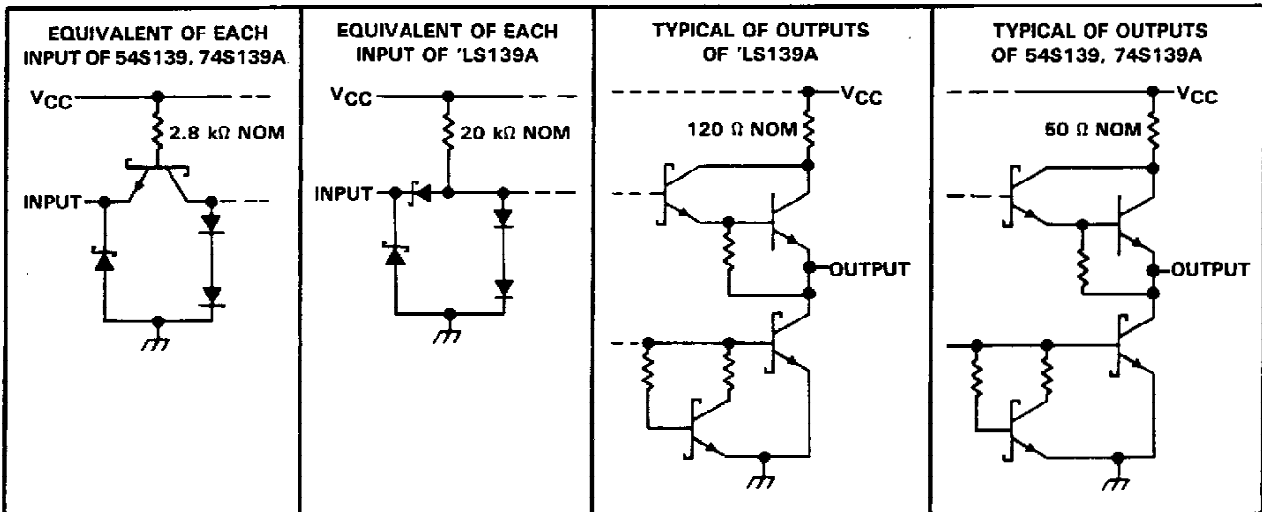 EQUIVALENT OF EACH
INPUT OF 54S139, 74S139A
VCC
2.8 kΩ NOM
INPUT
EQUIVALENT OF EACH
INPUT OF 'LS139A
VCC
20 kΩ NOM
INPUT
TYPICAL OF OUTPUTS
OF 'LS139A
VCC
120 Ω NOM
OUTPUT
TYPICAL OF OUTPUTS
OF 54S139, 74S139A
VCC
50 Ω NOM
OUTPUT